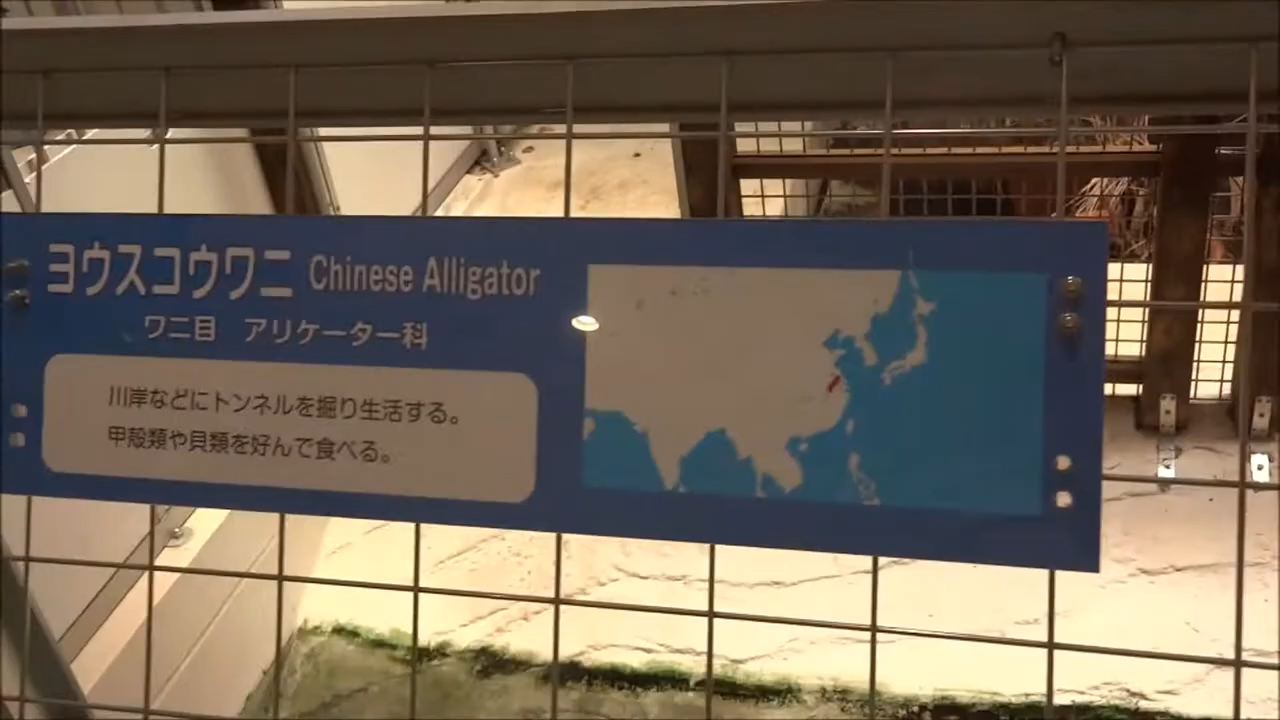 ヨウスコウワニ Chinese Alligator
ワニ目　アリケーター科
川岸などにトンネルを掘り生活する。
甲殻類や貝類を好んで食べる。